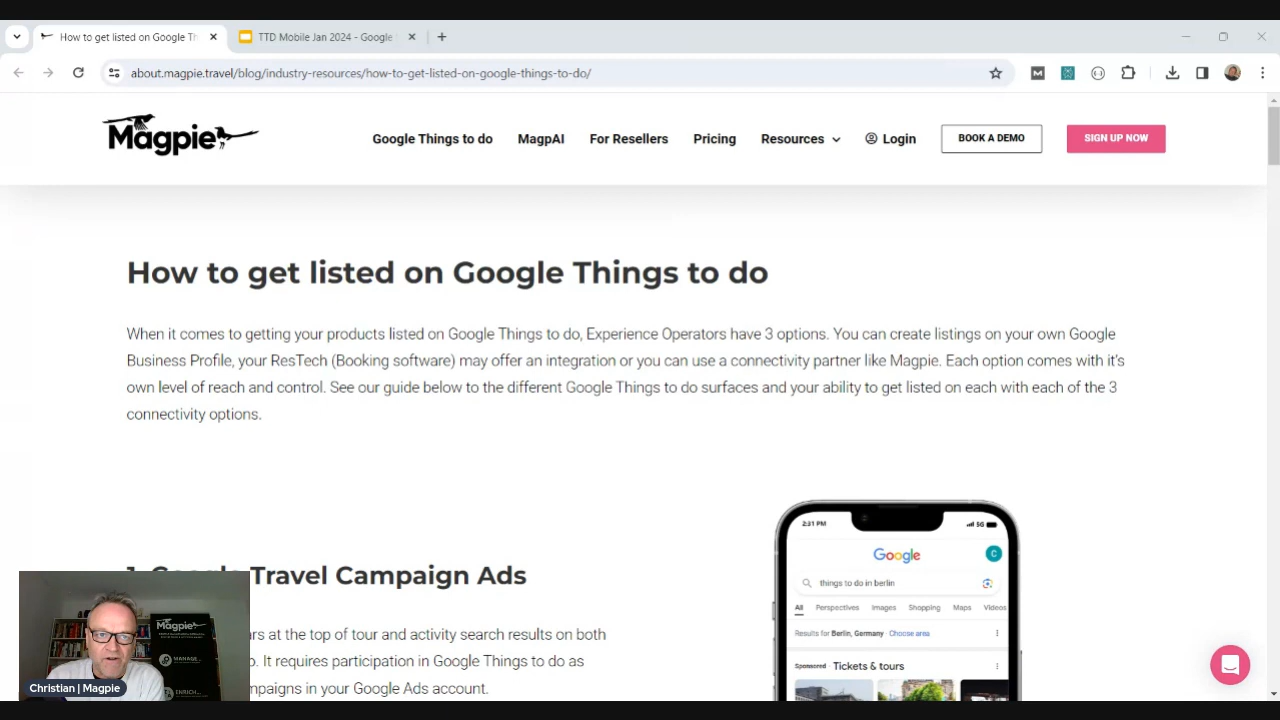 How to get listed on Google Th
TTD Mobile Jan 2024 - Google
about.magpie.travel/blog/industry-resources/how-to-get-listed-on-google-things-to-do/
Magpie
Google Things to do
MagpAI
For Resellers
Pricing
Resources
Login
BOOK A DEMO
SIGN UP NOW
How to get listed on Google Things to do
When it comes to getting your products listed on Google Things to do, Experience Operators have 3 options. You can create listings on your own Google
Business Profile, your ResTech (Booking software) may offer an integration or you can use a connectivity partner like Magpie. Each option comes with it's
own level of reach and control. See our guide below to the different Google Things to do surfaces and your ability to get listed on each with each of the 3
connectivity options.
1. Google Travel Campaign Ads
at the top of tour and activity search results on both
It requires participation in Google Things to do as
in your Google Ads account.
2:31 PM
5G
Google
C
things to do in berlin
All
Perspectives
Images
Shopping
Maps
Videos
Results for Berlin, Germany · Choose area
Sponsored · Tickets & tours
Magpie
MANAGE
ENRICH
Christian | Magpie